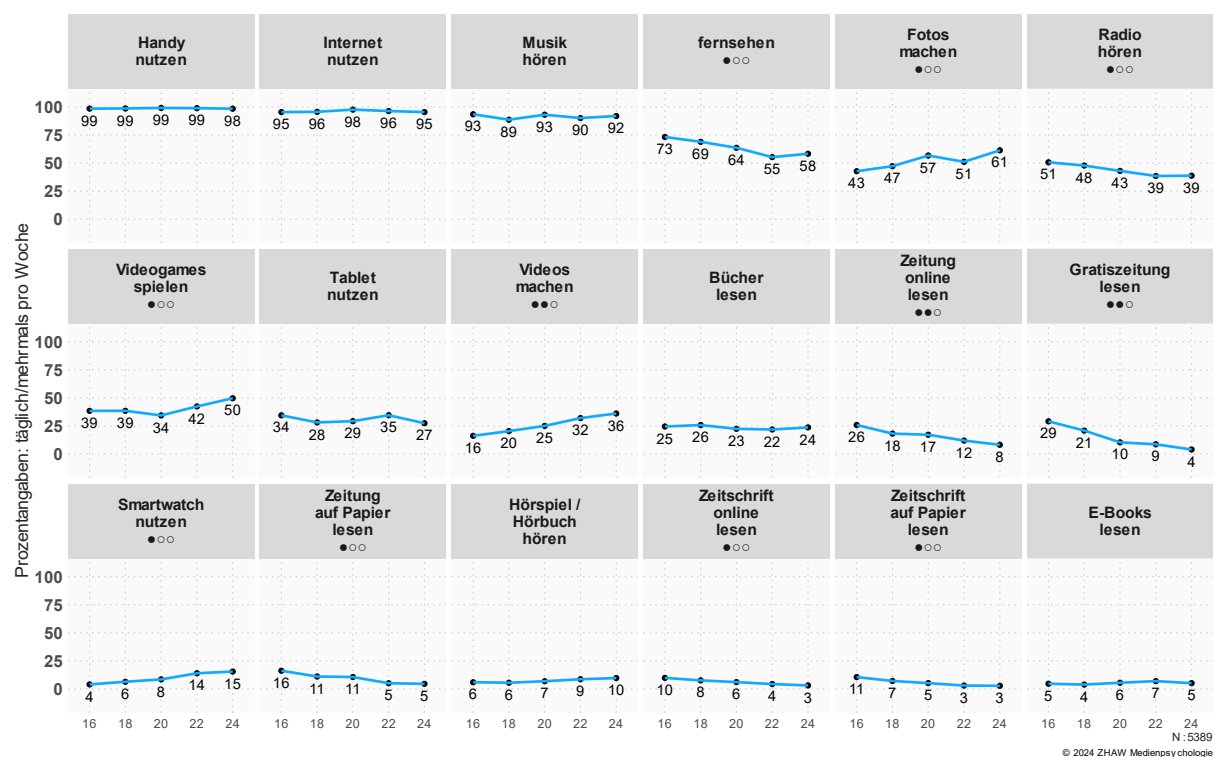 Prozentangaben: täglich/mehrmals pro Woche
Handy
nutzen
Internet
nutzen
Musik
hören
fernsehen
●○○
Fotos
machen
●○○
Radio
hören
●○○
100
75
50
25
0
99 99 99 99 98
95 96 98 96 95
93 89 93 90 92
73 69 64 55 58
43 47 57 51 61
51 48 43 39 39
Videogames
spielen
●○○
Tablet
nutzen
Videos
machen
●●○
Bücher
lesen
Zeitung
online
lesen
●●○
Gratiszeitung
lesen
●●○
100
75
50
25
0
39 39 34 42 50
34 28 29 35 27
16 20 25 32 36
25 26 23 22 24
26 18 17 12 8
29 21 10 9 4
Smartwatch
nutzen
●○○
Zeitung
auf Papier
lesen
●○○
Hörspiel /
Hörbuch
hören
Zeitschrift
online
lesen
●○○
Zeitschrift
auf Papier
lesen
●○○
E-Books
lesen
100
75
50
25
0
4 6 8 14 15
16 11 11 5 5
6 6 7 9 10
10 8 6 4 3
11 7 5 3 3
5 4 6 7 5
16 18 20 22 24
16 18 20 22 24
16 18 20 22 24
16 18 20 22 24
16 18 20 22 24
16 18 20 22 24
N : 5389
© 2024 ZHAW Medienpsychologie